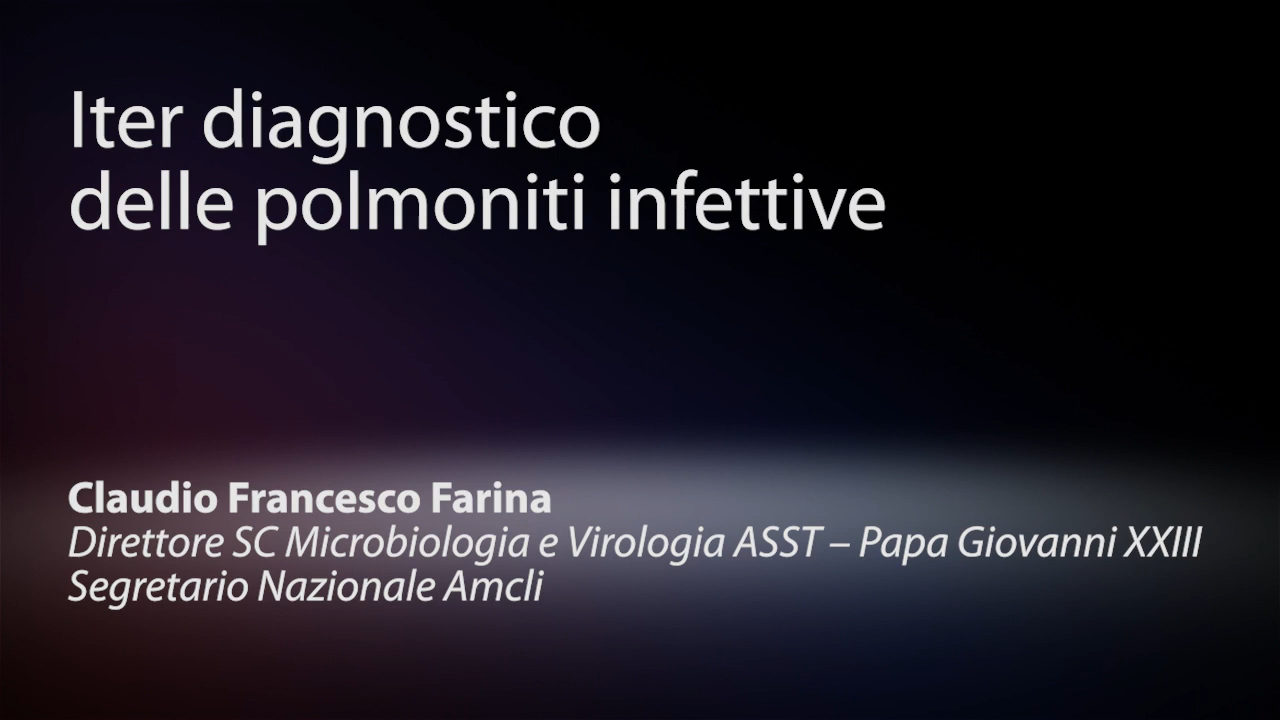 Iter diagnostico
delle polmoniti infettive
Claudio Francesco Farina
Direttore SC Microbiologia e Virologia ASST – Papa Giovanni XXIII
Segretario Nazionale Amcli